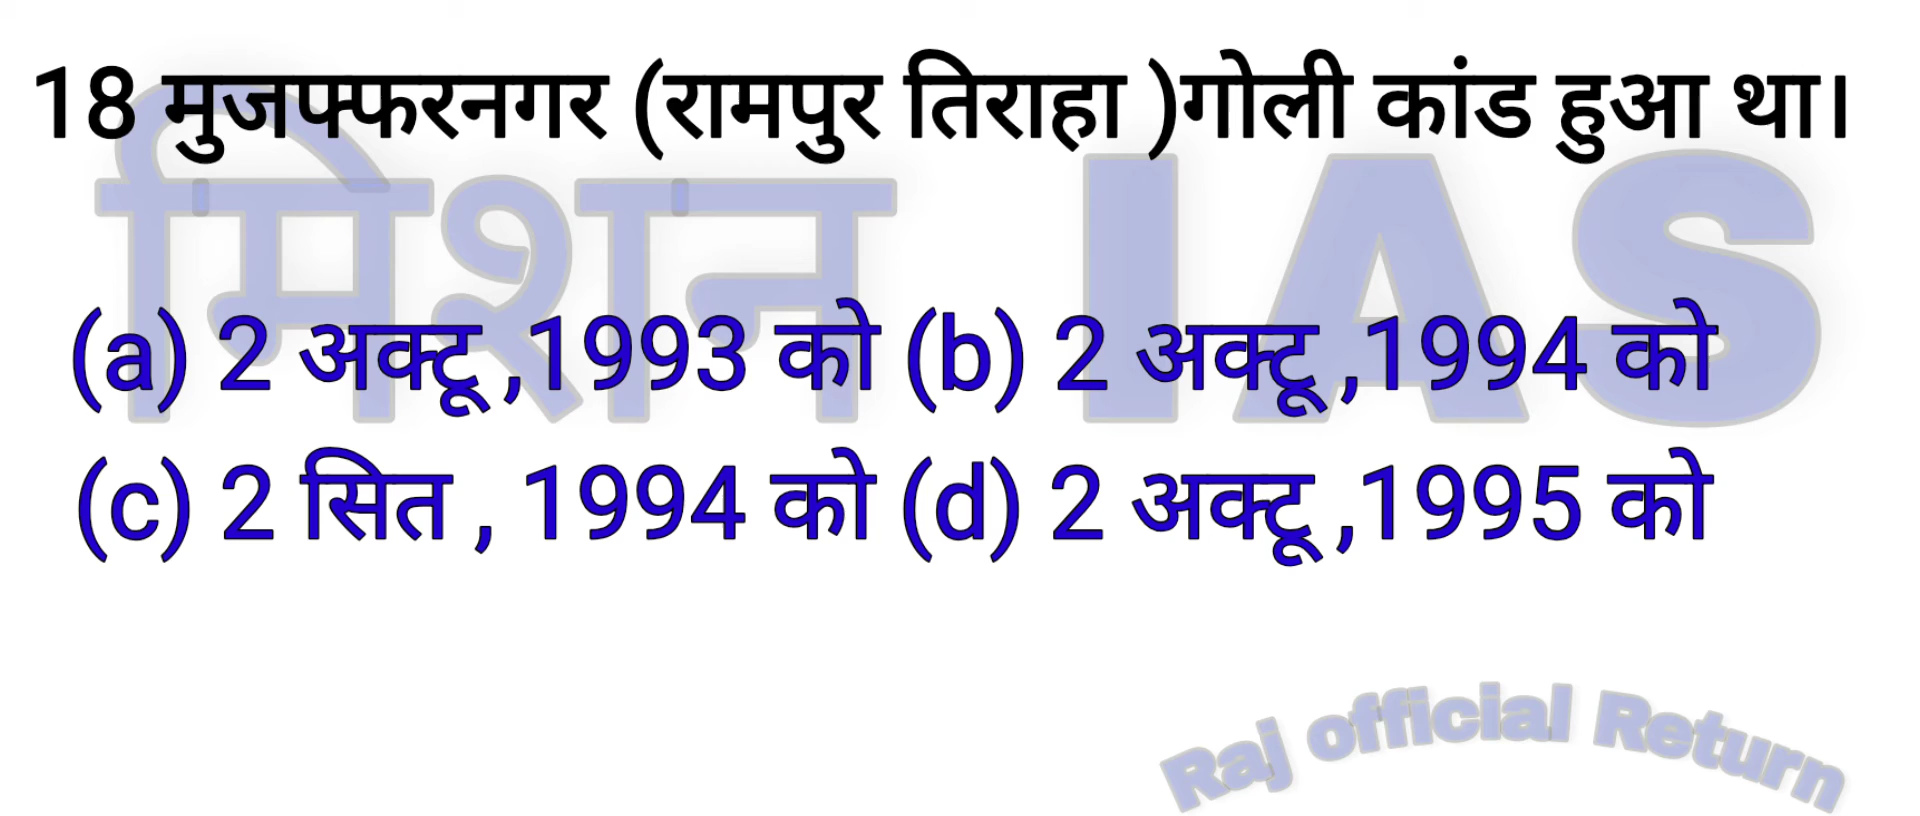 18 मुजफ्फरनगर (रामपुर तिराहा )गोली कांड हुआ था।
मिशन IAS
(a) 2 अक्टू ,1993 को (b) 2 अक्टू ,1994 को
(c) 2 सित , 1994 को (d) 2 अक्टू ,1995 को
Raj official Return